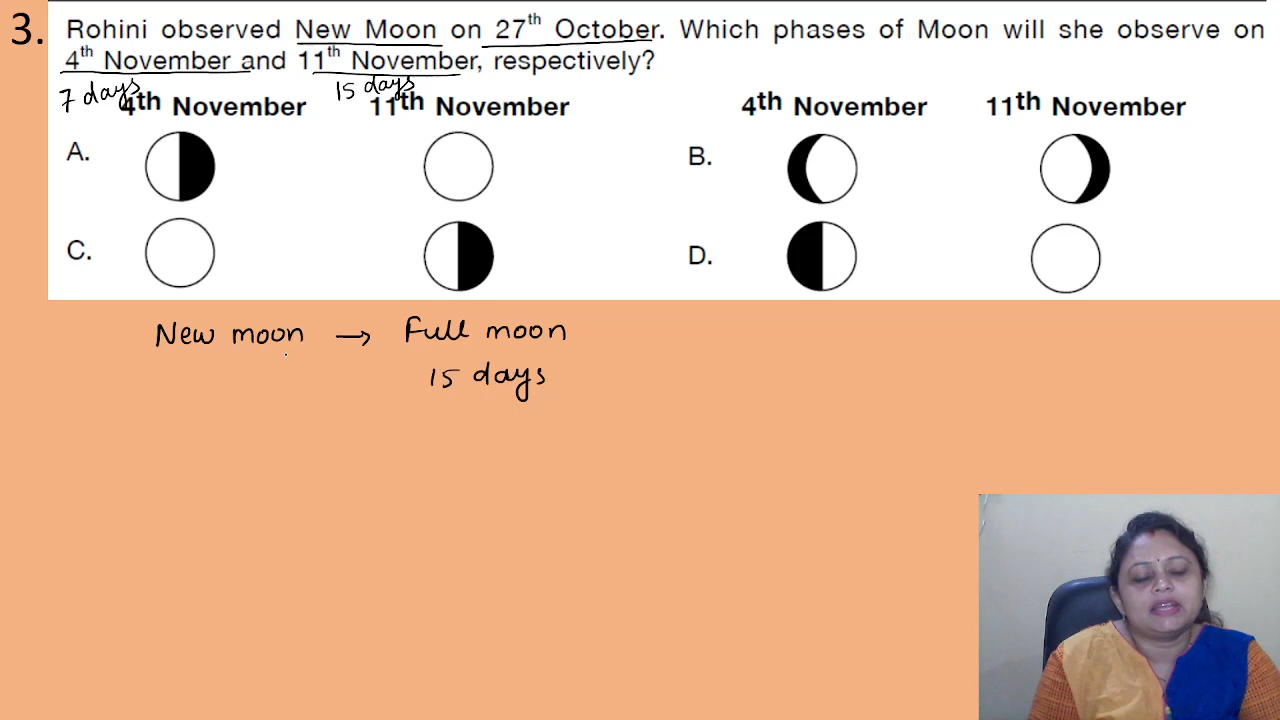 3. Rohini observed New Moon on 27th October. Which phases of Moon will she observe on
4th November and 11th November, respectively?
7 days 15 days
4th November 11th November 4th November 11th November
A. B.
C. D.
New moon → Full moon
15 days